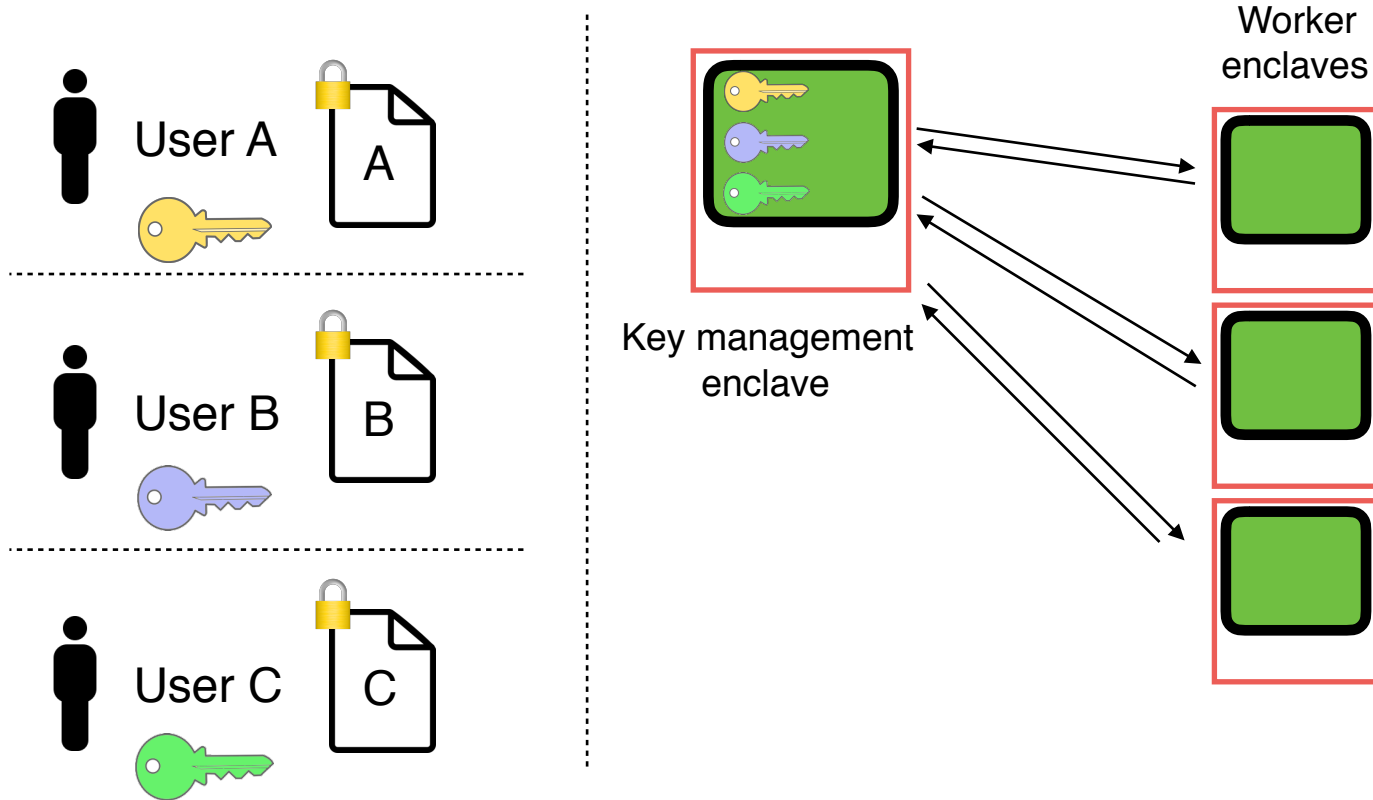 User A
A
User B
B
User C
C
Key management
enclave
Worker
enclaves